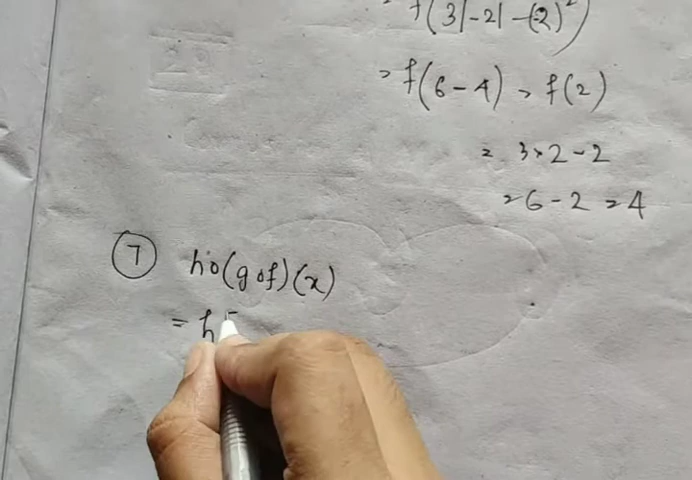 = f(3|-2| - (-2)²)
= f(6-4) = f(2)
= 3×2-2
= 6-2 = 4
⑦ ho(gof)(x)
= h[